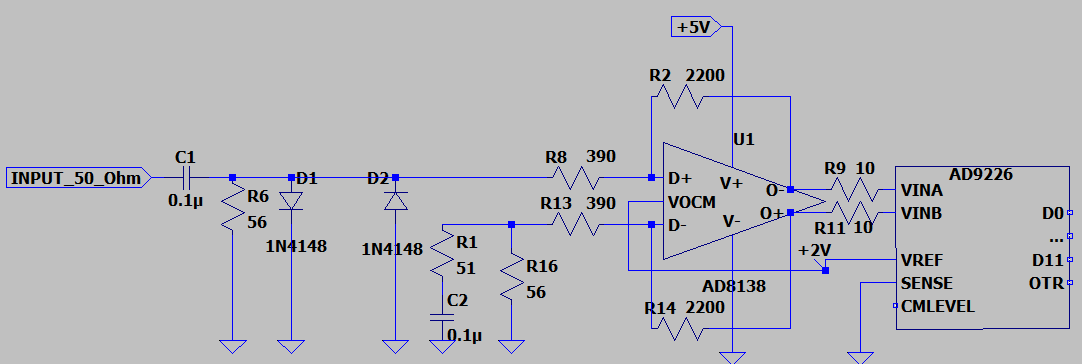 +5V
R2 2200
C1
INPUT_50_Ohm
0.1µ
R6
56
D1
1N4148
D2
1N4148
R8 390
R13 390
R1
51
C2
0.1µ
R16
56
U1
D+
VOCM
D-
V+
V-
O-
O+
AD8138
R14 2200
R9 10
R11 10
+2V
AD9226
VINA
VINB
VREF
SENSE
CMLEVEL
D0
...
D11
OTR